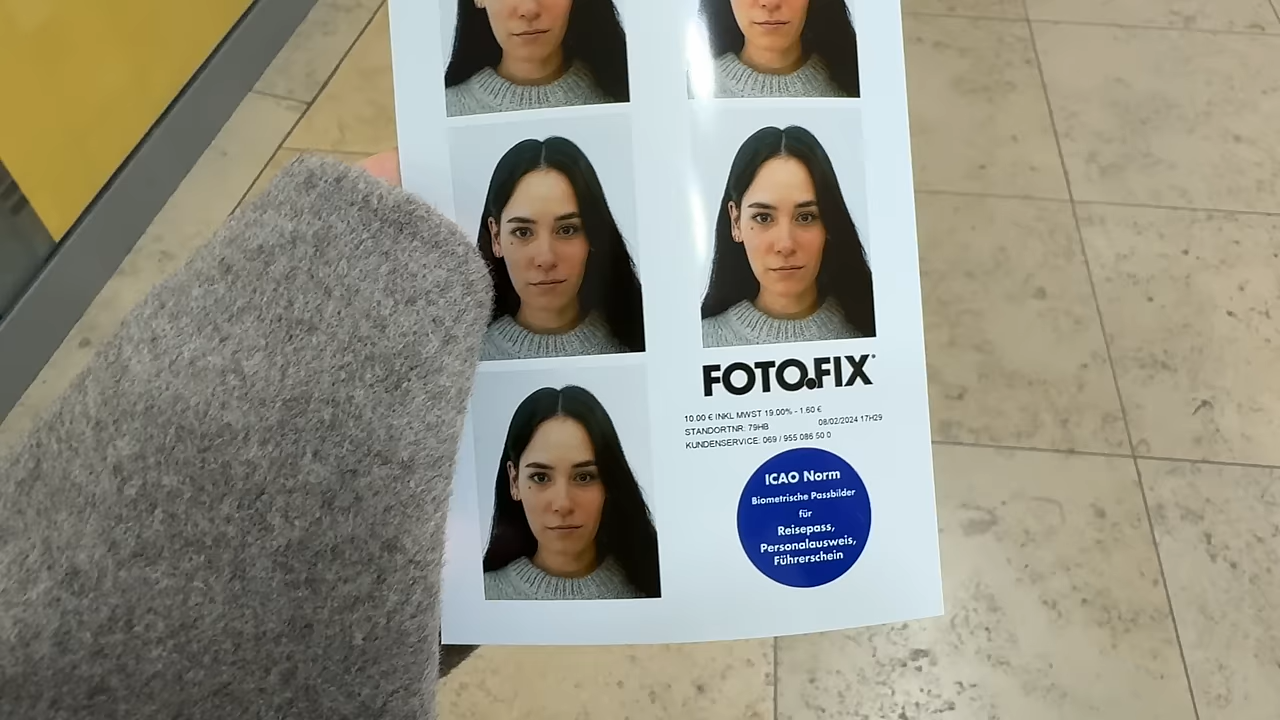 FOTO.FIX®
10.00 € INKL MWST 19.00% - 1.60 €
STANDORTNR: 79HB 08/02/2024 17H29
KUNDENSERVICE: 069 / 955 086 50 0
ICAO Norm
Biometrische Passbilder
für
Reisepass,
Personalausweis,
Führerschein